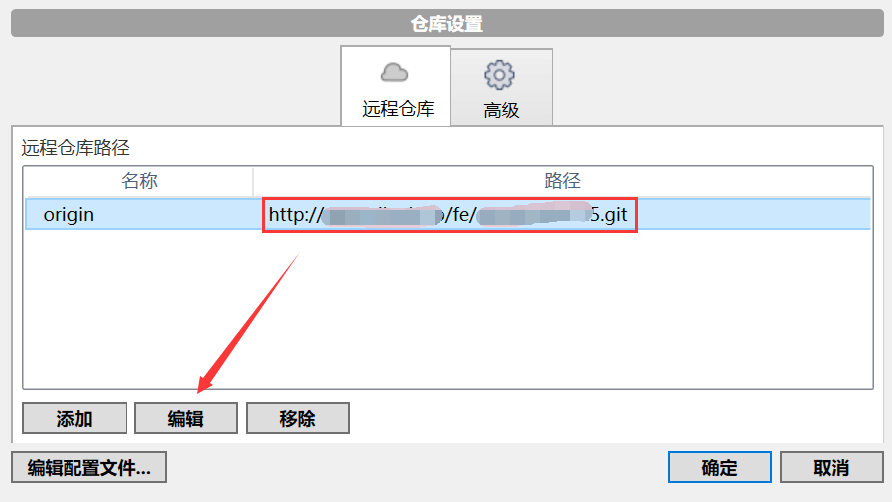 仓库设置
远程仓库
高级
远程仓库路径
名称 路径
origin http:// /fe/ 5.git
添加 编辑 移除
编辑配置文件... 确定 取消